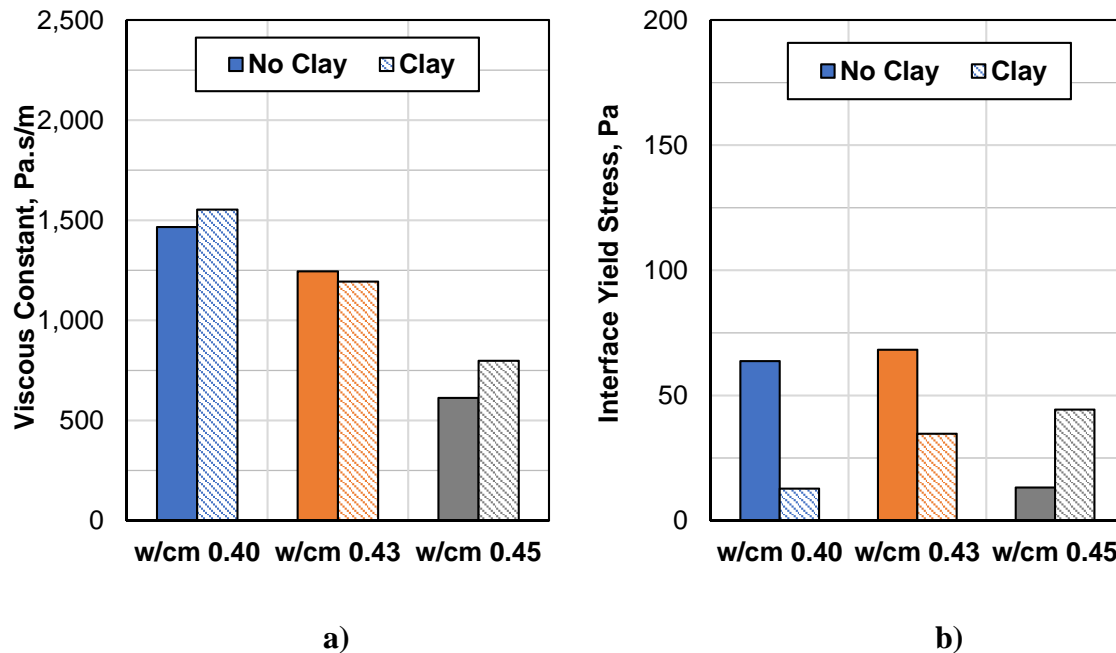 Viscous Constant, Pa.s/m
2,500
2,000
1,500
1,000
500
0
No Clay
Clay
w/cm 0.40
w/cm 0.43
w/cm 0.45
a)
Interface Yield Stress, Pa
200
150
100
50
0
No Clay
Clay
w/cm 0.40
w/cm 0.43
w/cm 0.45
b)